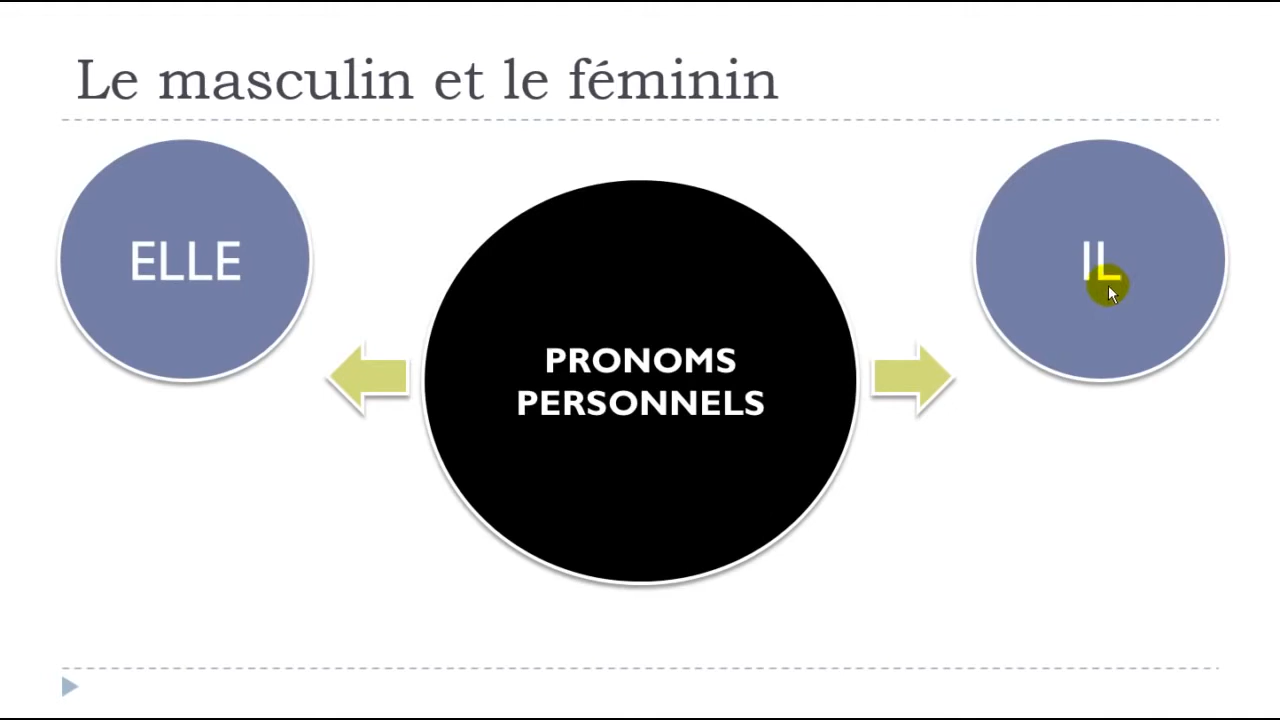 Le masculin et le féminin
ELLE
IL
PRONOMS
PERSONNELS